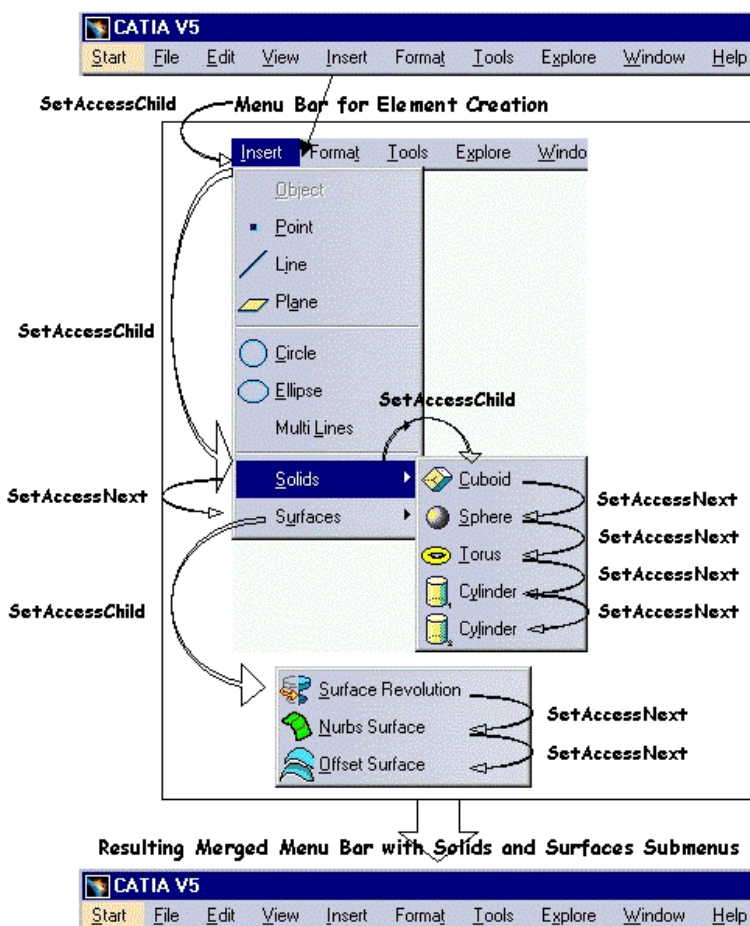 CATIA V5
Start File Edit View Insert Format Tools Explore Window Help
SetAccessChild
Menu Bar for Element Creation
Insert Format Tools Explore Windo
Object
Point
Line
Plane
SetAccessChild
Circle
Ellipse
SetAccessChild
Multi Lines
Solids
Cuboid
SetAccessNext
SetAccessNext
Surfaces
Sphere
SetAccessNext
Torus
SetAccessNext
Cylinder
SetAccessChild
SetAccessNext
Cylinder
Surface Revolution
SetAccessNext
Nurbs Surface
SetAccessNext
Offset Surface
Resulting Merged Menu Bar with Solids and Surfaces Submenus
CATIA V5
Start File Edit View Insert Format Tools Explore Window Help